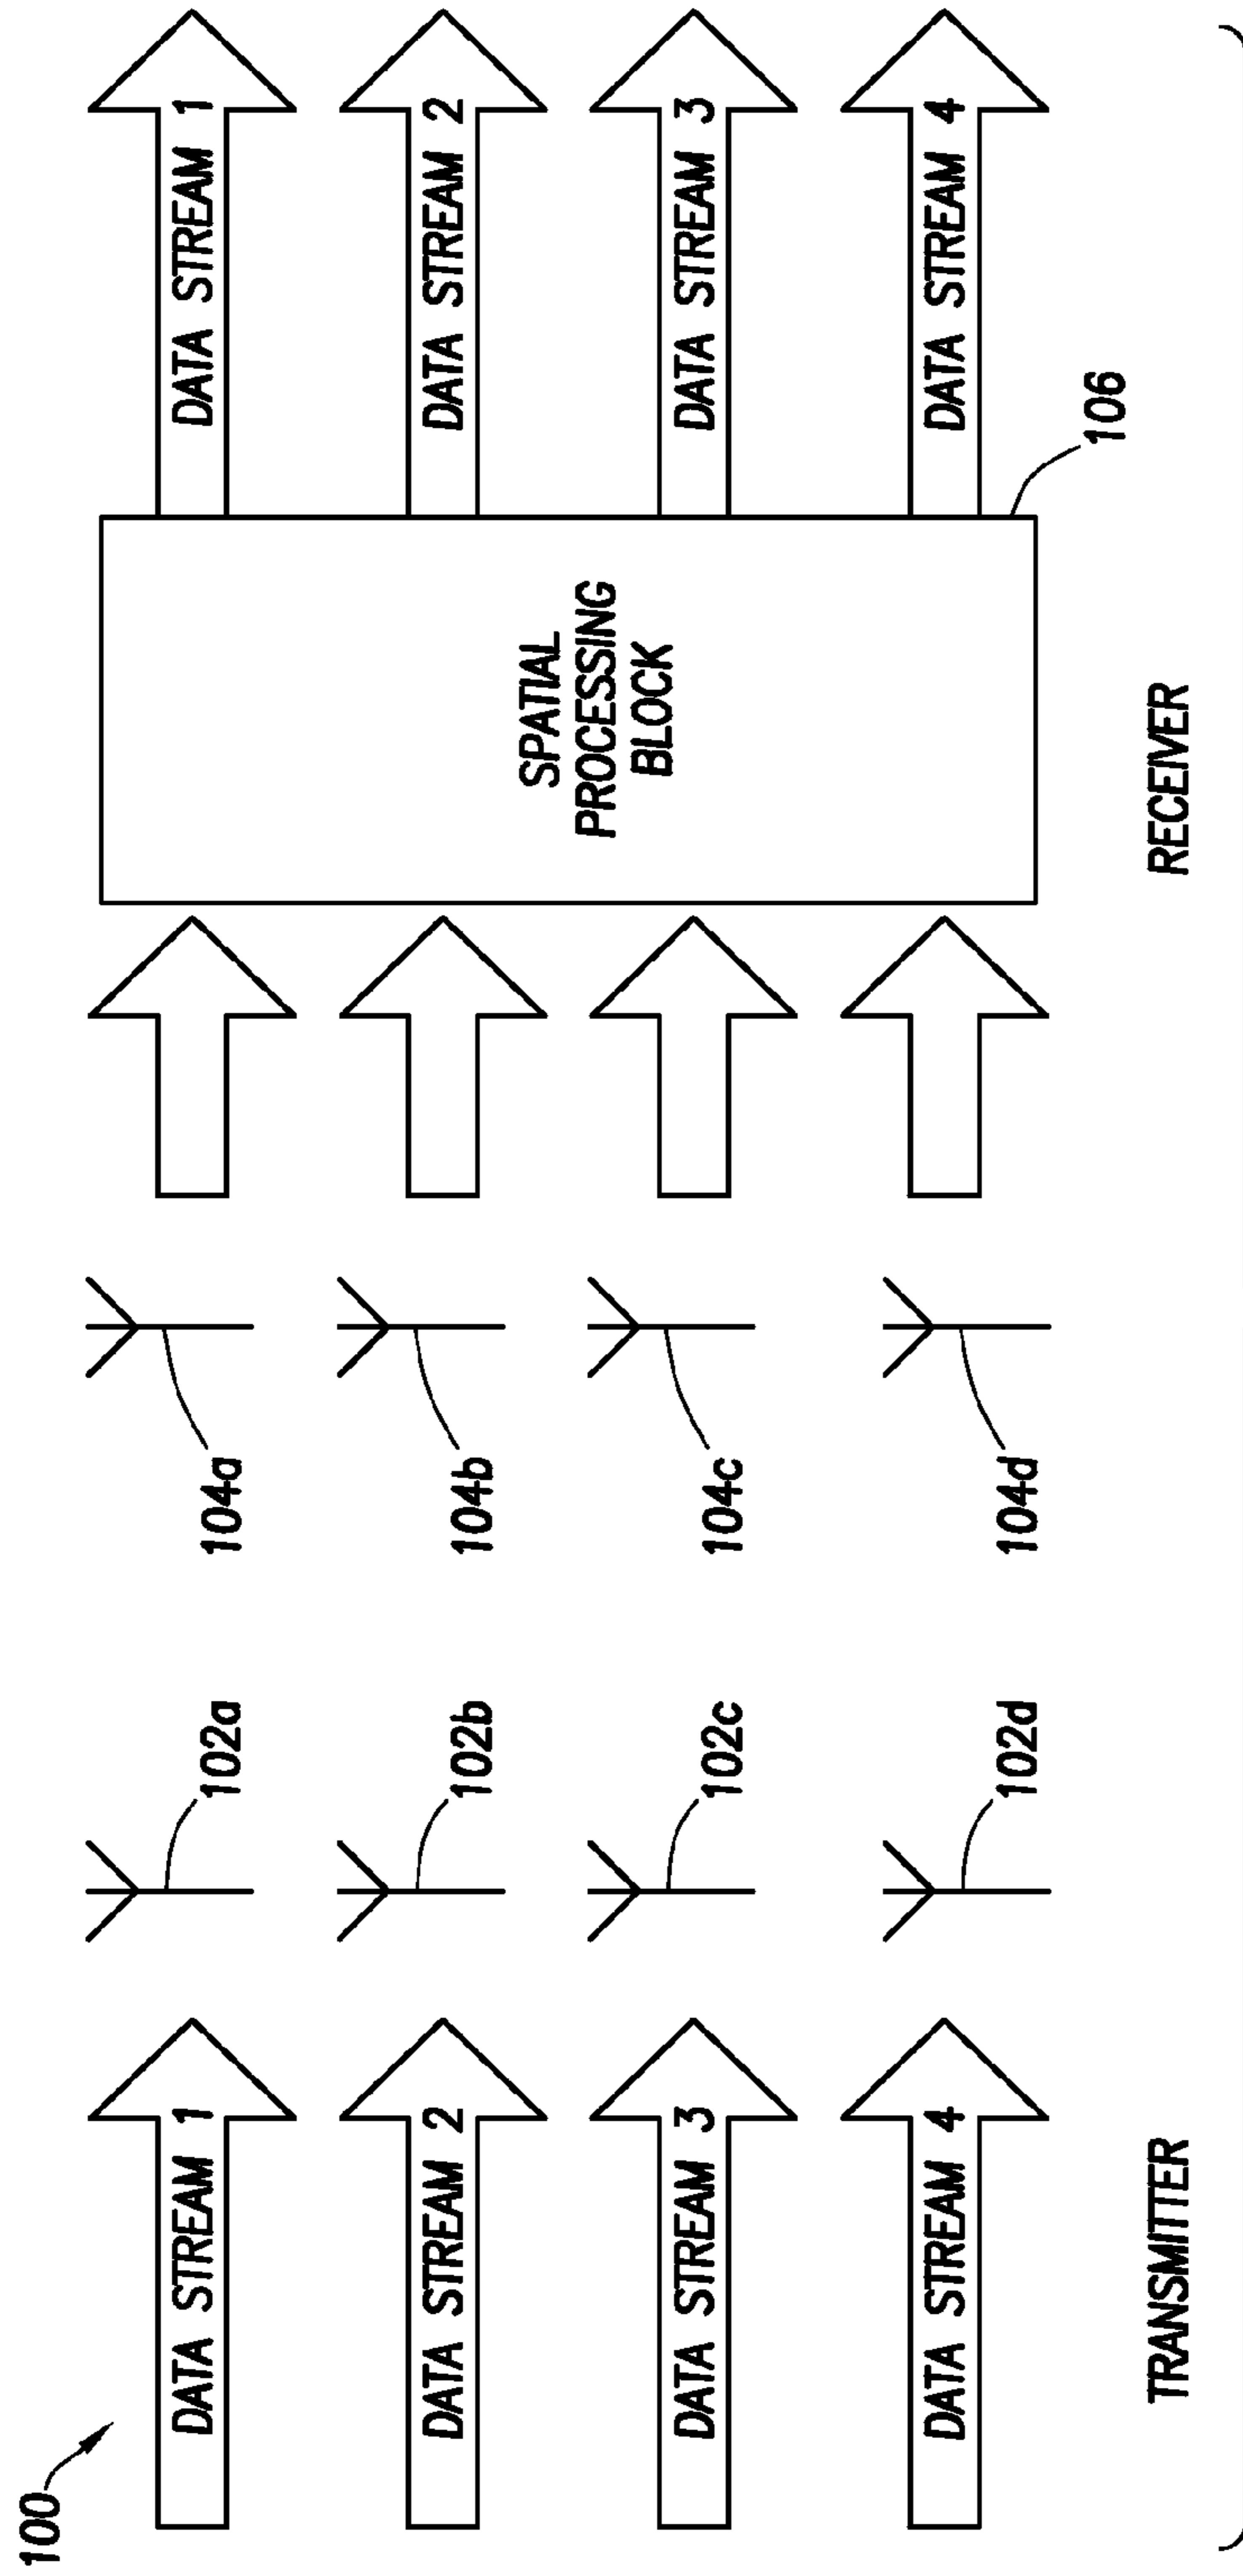 100
DATA STREAM 1
DATA STREAM 2
DATA STREAM 3
DATA STREAM 4
TRANSMITTER
102a
102b
102c
102d
104a
104b
104c
104d
SPATIAL
PROCESSING
BLOCK
106
RECEIVER
DATA STREAM 1
DATA STREAM 2
DATA STREAM 3
DATA STREAM 4